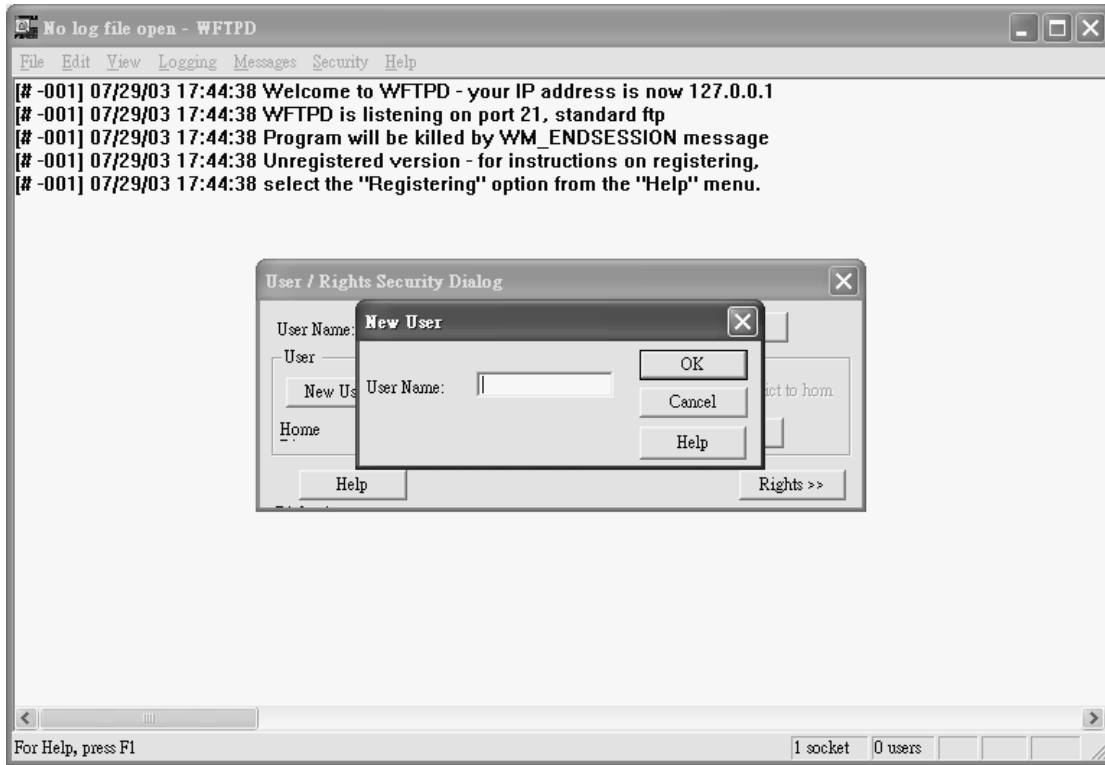 No log file open - WFTPD
File Edit View Logging Messages Security Help
[# -001] 07/29/03 17:44:38 Welcome to WFTPD - your IP address is now 127.0.0.1
[# -001] 07/29/03 17:44:38 WFTPD is listening on port 21, standard ftp
[# -001] 07/29/03 17:44:38 Program will be killed by WM_ENDSESSION message
[# -001] 07/29/03 17:44:38 Unregistered version - for instructions on registering,
[# -001] 07/29/03 17:44:38 select the "Registering" option from the "Help" menu.
User / Rights Security Dialog
User Name:
User
New Us
ict to hom
Home
Help
Rights >>
New User
User Name:
OK
Cancel
Help
For Help, press F1
1 socket
0 users